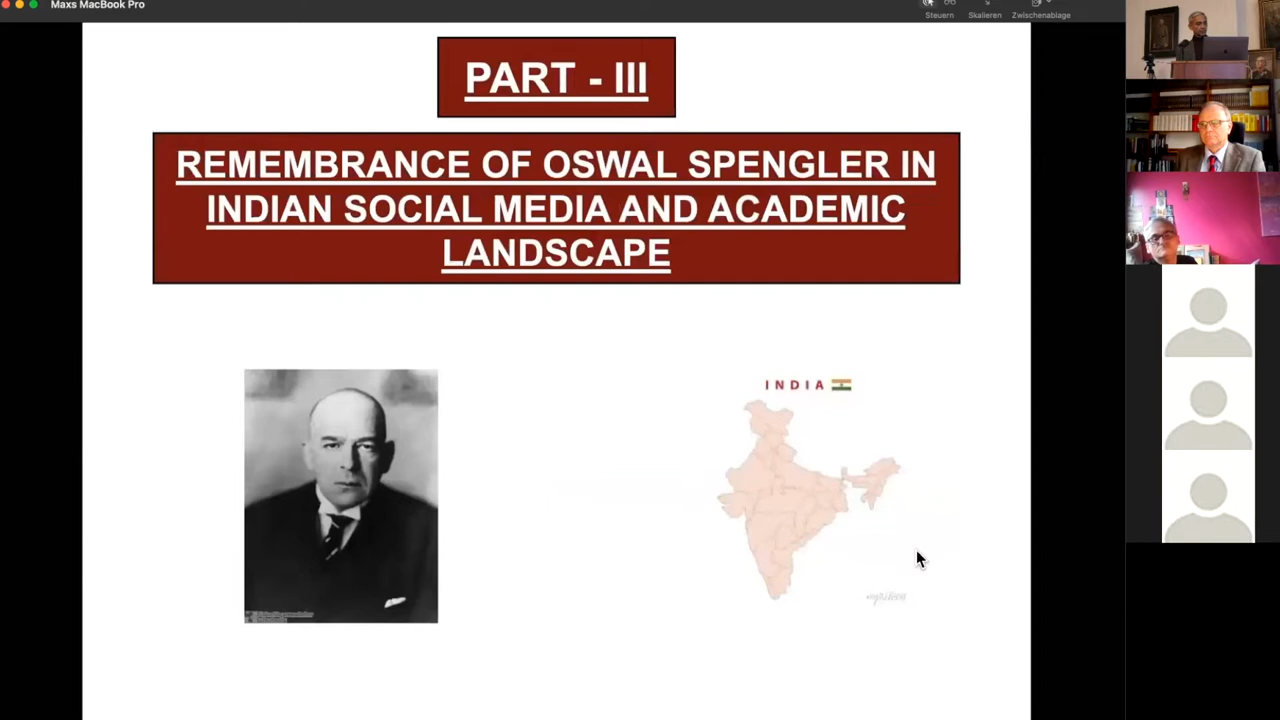 Maxs MacBook Pro
Steuern Skalieren Zwischenablage
PART - III
REMEMBRANCE OF OSWAL SPENGLER IN
INDIAN SOCIAL MEDIA AND ACADEMIC
LANDSCAPE
INDIA